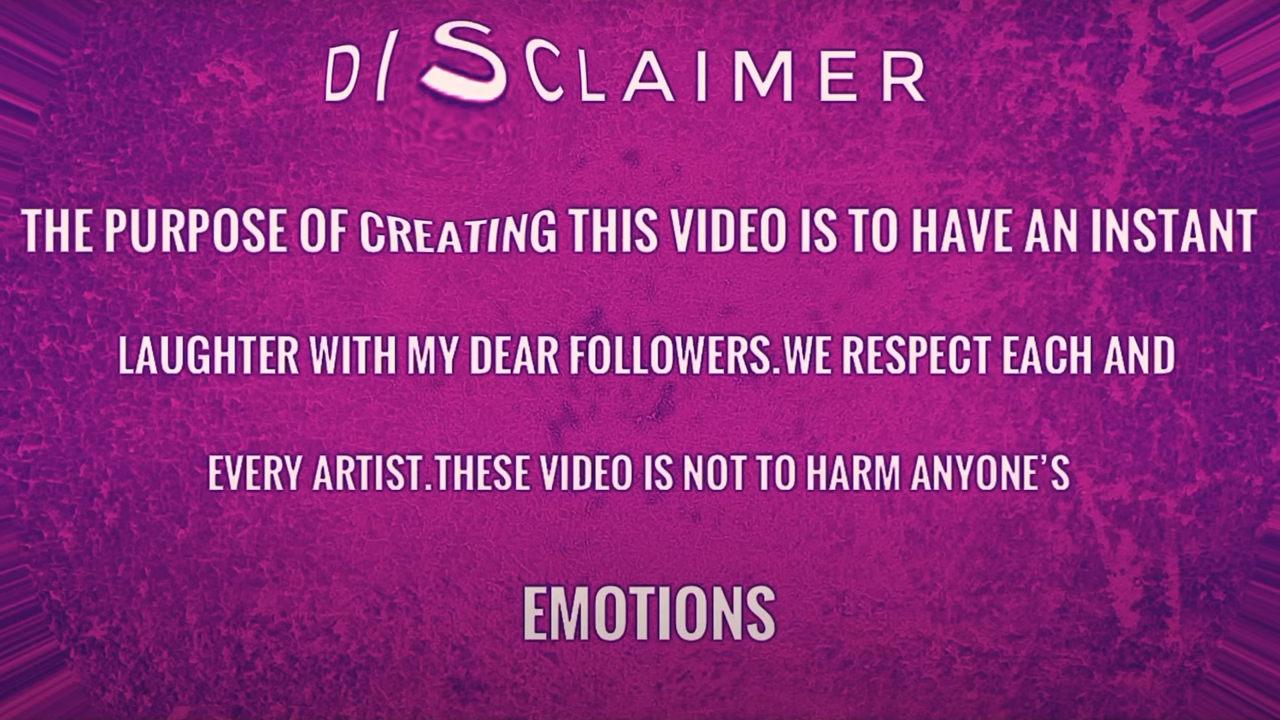 DISCLAIMER
THE PURPOSE OF CREATING THIS VIDEO IS TO HAVE AN INSTANT
LAUGHTER WITH MY DEAR FOLLOWERS.WE RESPECT EACH AND
EVERY ARTIST.THESE VIDEO IS NOT TO HARM ANYONE'S
EMOTIONS